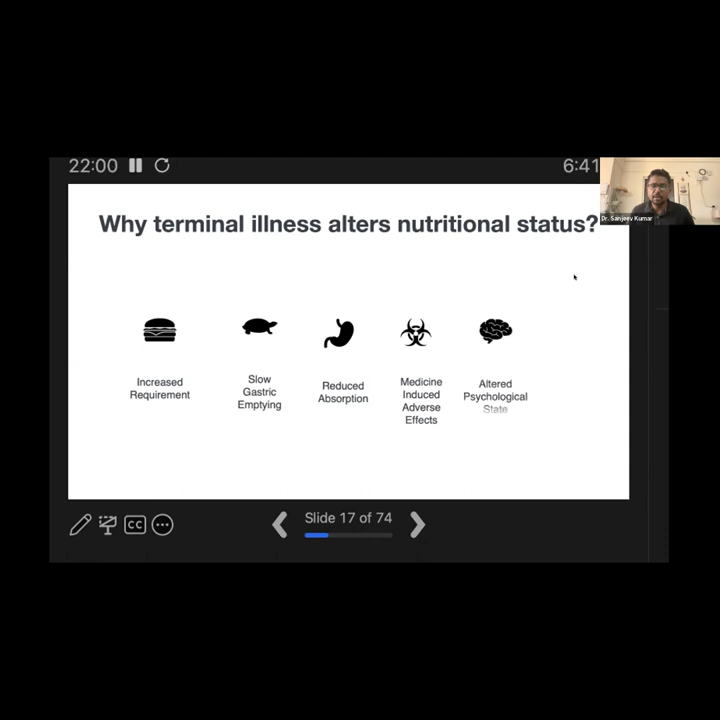 22:00
6:41
Dr. Sanjeev Kumar
Why terminal illness alters nutritional status?
Increased
Requirement
Slow
Gastric
Emptying
Reduced
Absorption
Medicine
Induced
Adverse
Effects
Altered
Psychological
State
CC
Slide 17 of 74